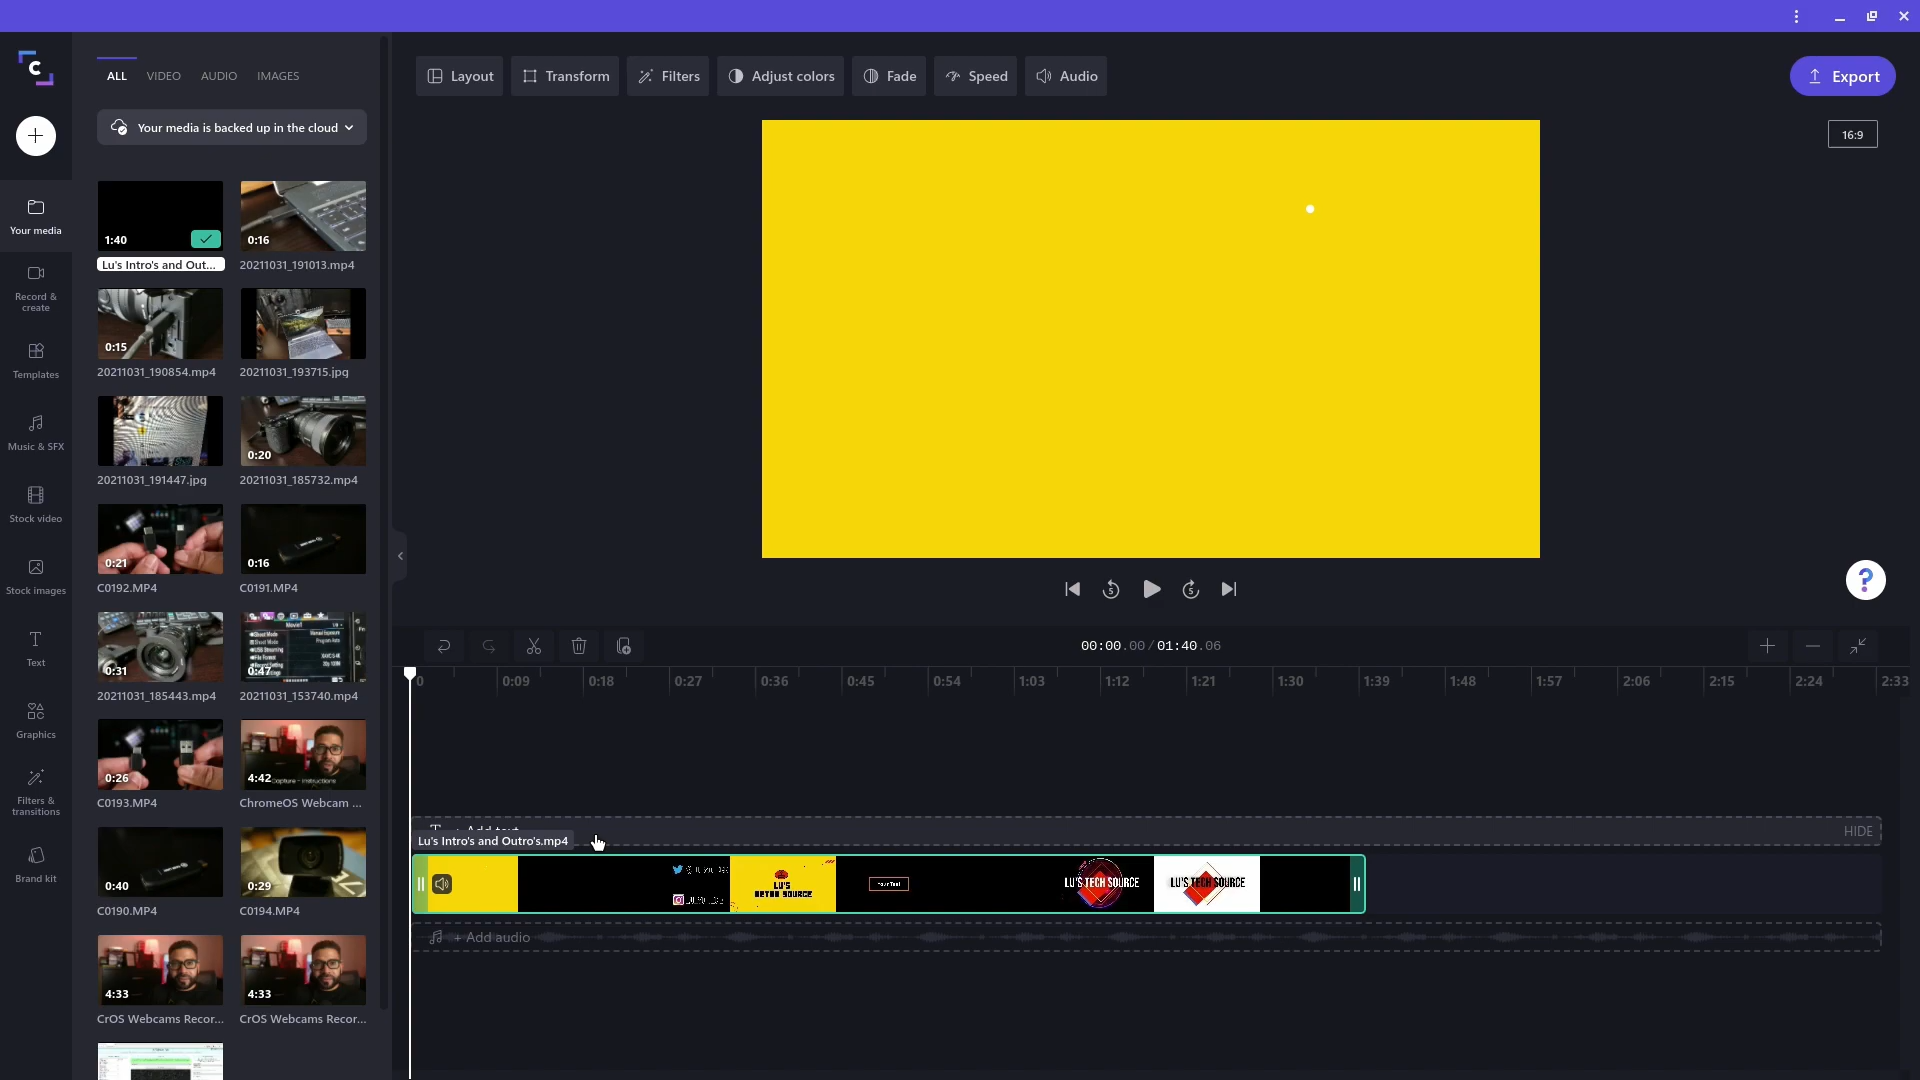 Layout
Transform
Filters
Adjust colors
Fade
Speed
Audio
Export
16:9
ALL
VIDEO
AUDIO
IMAGES
Your media is backed up in the cloud
Your media
Record &
create
Templates
Music & SFX
Stock video
Stock images
Text
Graphics
Filters &
transitions
Brand kit
1:40
Lu's Intro's and Out...
0:16
20211031_191013.mp4
0:15
20211031_190854.mp4
20211031_193715.jpg
20211031_191447.jpg
0:20
20211031_185732.mp4
0:21
C0192.MP4
0:16
C0191.MP4
0:31
20211031_185443.mp4
0:47
20211031_153740.mp4
0:26
C0193.MP4
4:42
ChromeOS Webcam ...
0:40
C0190.MP4
0:29
C0194.MP4
4:33
CrOS Webcams Recor...
4:33
CrOS Webcams Recor...
5
5
?
00:00.00/01:40.06
0 0:09 0:18 0:27 0:36 0:45 0:54 1:03 1:12 1:21 1:30 1:39 1:48 1:57 2:06 2:15 2:24 2:33
+ Add text
HIDE
Lu's Intro's and Outro's.mp4
LU'S
RETRO SOURCE
Your Text
LU'S TECH SOURCE
LU'S TECH SOURCE
+ Add audio